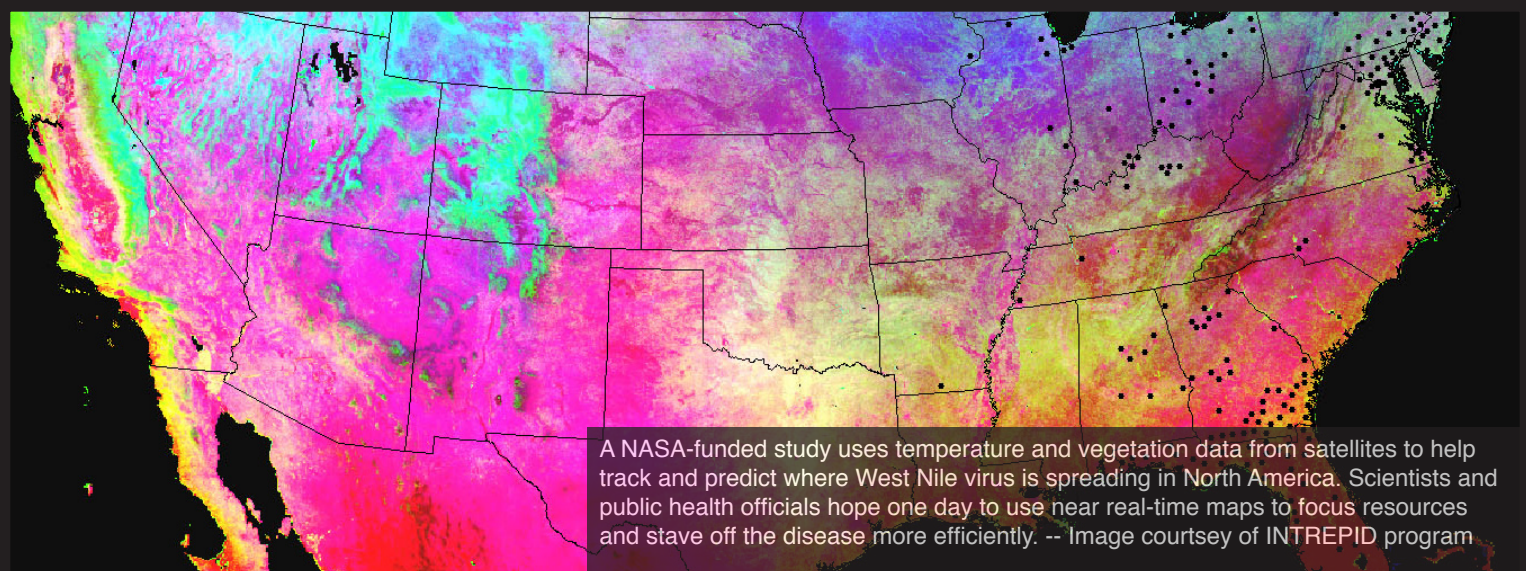 A NASA-funded study uses temperature and vegetation data from satellites to help
track and predict where West Nile virus is spreading in North America. Scientists and
public health officials hope one day to use near real-time maps to focus resources
and stave off the disease more efficiently. -- Image courtsey of INTREPID program